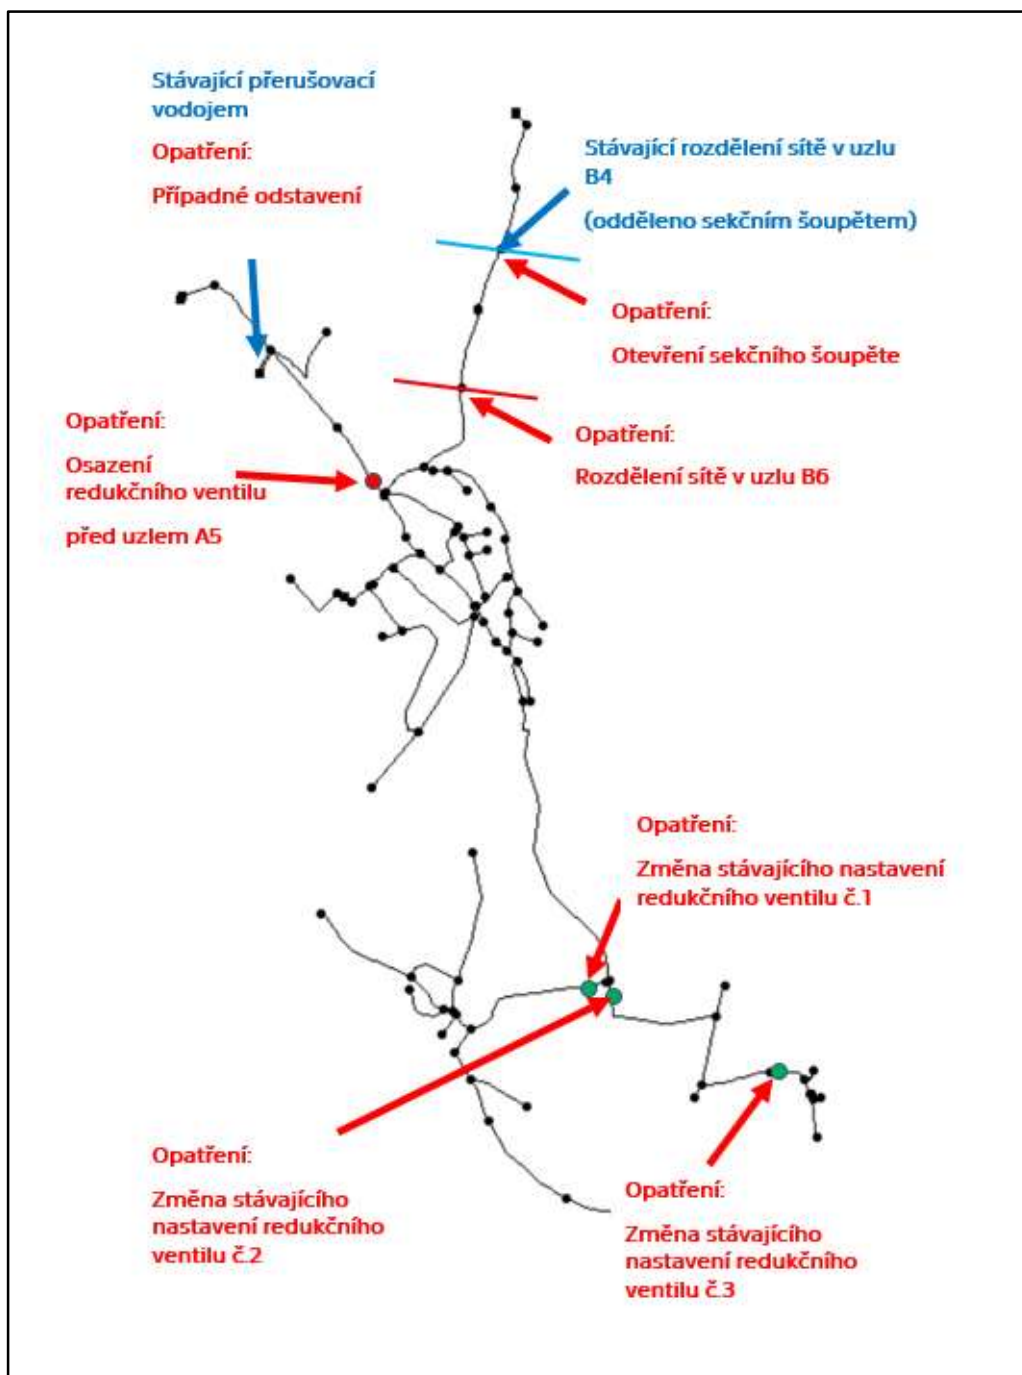 Stávající přerušovací
vodojem
Opatření:
Případné odstavení
Stávající rozdělení sítě v uzlu
B4
(odděleno sekčním šoupětem)
Opatření:
Otevření sekčního šoupěte
Opatření:
Osazení
redukčního ventilu
před uzlem A5
Opatření:
Rozdělení sítě v uzlu B6
Opatření:
Změna stávajícího nastavení
redukčního ventilu č.1
Opatření:
Změna stávajícího
nastavení redukčního
ventilu č.2
Opatření:
Změna stávajícího
nastavení redukčního
ventilu č.3